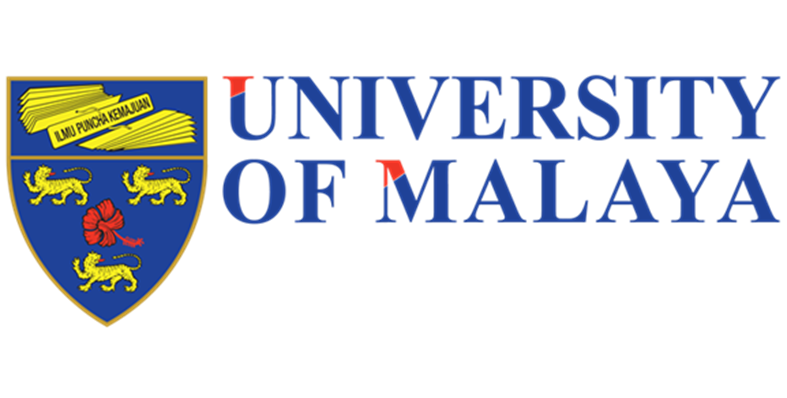 ILMU PUNCHA KEMAJUAN
UNIVERSITY
OF MALAYA